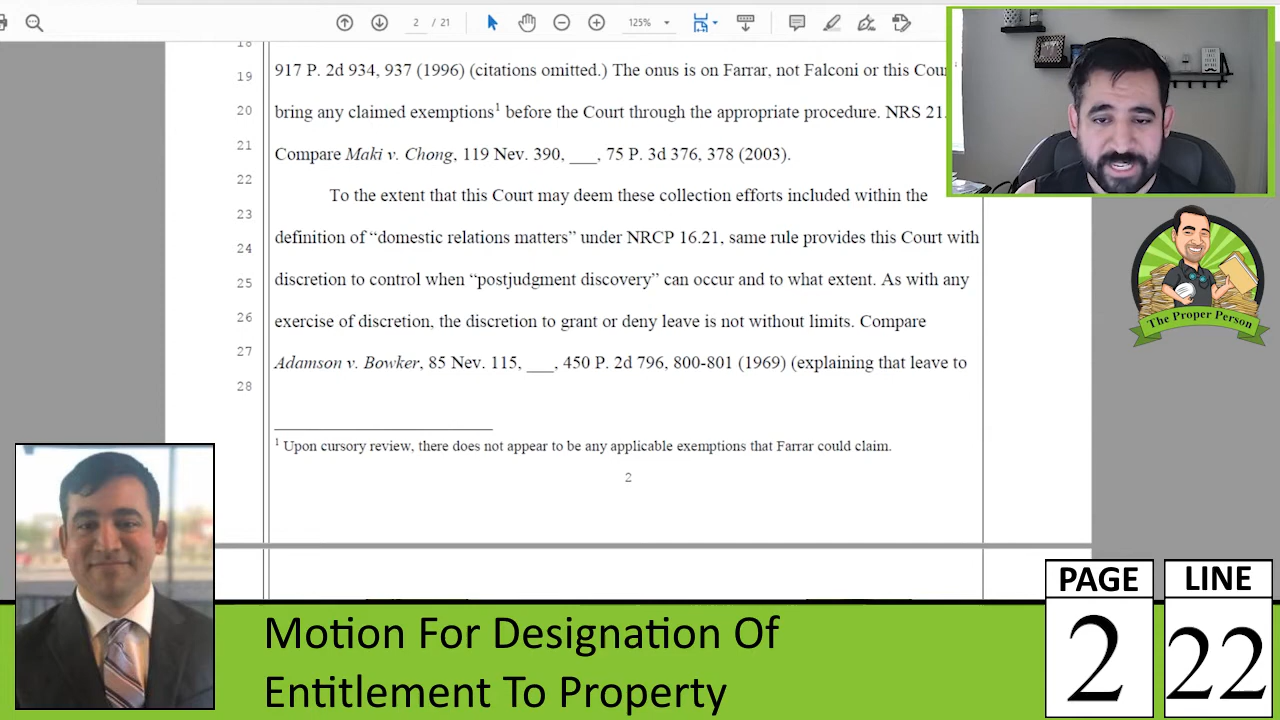 2 / 21
125%
18
19 917 P. 2d 934, 937 (1996) (citations omitted.) The onus is on Farrar, not Falconi or this Cour
20 bring any claimed exemptions¹ before the Court through the appropriate procedure. NRS 21.
21 Compare Maki v. Chong, 119 Nev. 390, ___, 75 P. 3d 376, 378 (2003).
22 To the extent that this Court may deem these collection efforts included within the
23
24 definition of “domestic relations matters” under NRCP 16.21, same rule provides this Court with
25 discretion to control when “postjudgment discovery” can occur and to what extent. As with any
26 exercise of discretion, the discretion to grant or deny leave is not without limits. Compare
27 Adamson v. Bowker, 85 Nev. 115, ___, 450 P. 2d 796, 800-801 (1969) (explaining that leave to
28
¹ Upon cursory review, there does not appear to be any applicable exemptions that Farrar could claim.
2
The Proper Person
PAGE
2
LINE
22
Motion For Designation Of
Entitlement To Property